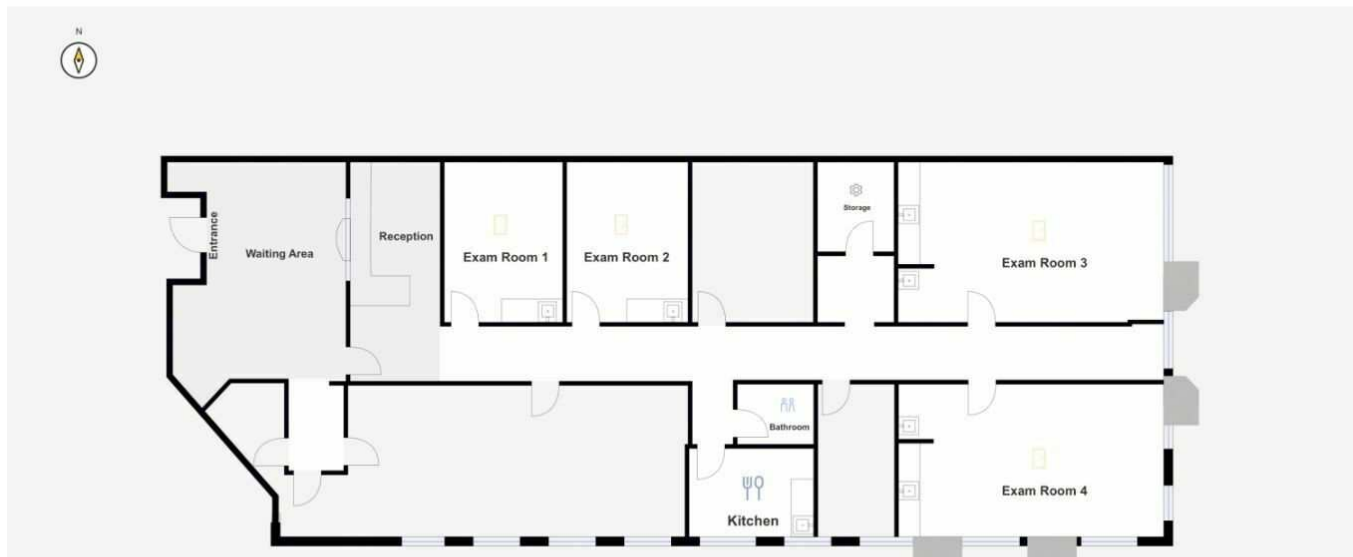 N
Entrance
Waiting Area
Reception
Exam Room 1
Exam Room 2
Storage
Exam Room 3
Bathroom
Kitchen
Exam Room 4